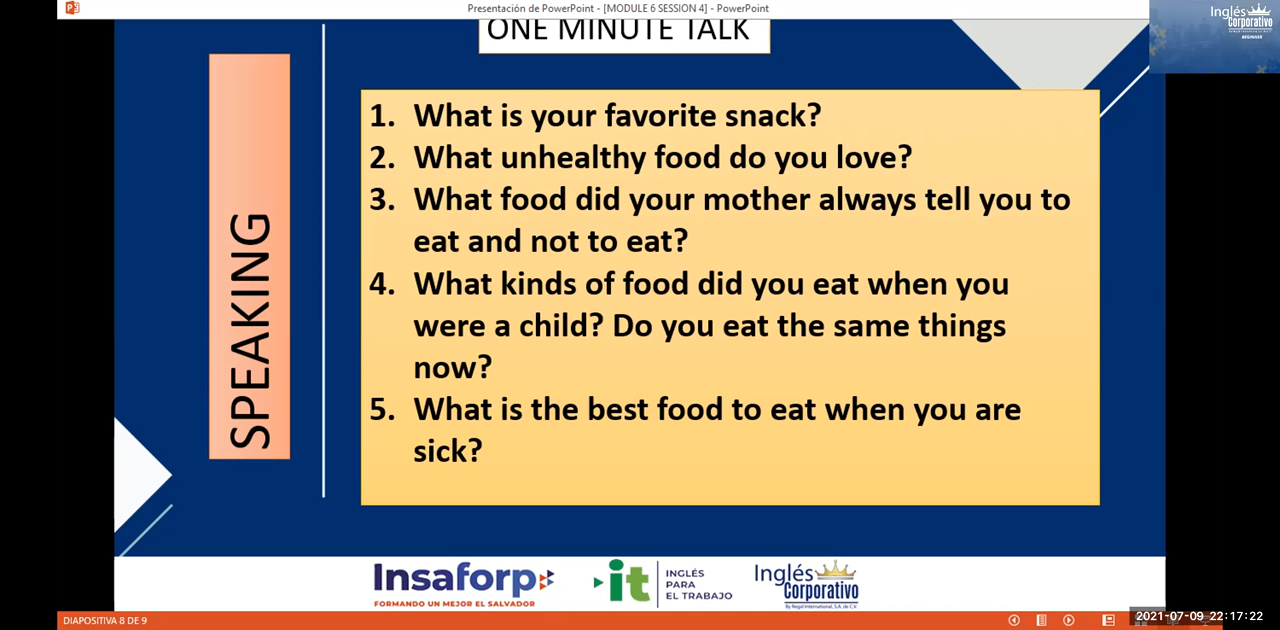 Presentación de PowerPoint - [MODULE 6 SESSION 4] - PowerPoint
Inglés
Corporativo
BEGINNER
ONE MINUTE TALK
SPEAKING
1. What is your favorite snack?
2. What unhealthy food do you love?
3. What food did your mother always tell you to
eat and not to eat?
4. What kinds of food did you eat when you
were a child? Do you eat the same things
now?
5. What is the best food to eat when you are
sick?
Insaforp
FORMANDO UN MEJOR EL SALVADOR
it
INGLÉS
PARA
EL TRABAJO
Inglés
Corporativo
By Regal International, S.A. de C.V.
DIAPOSITIVA 8 DE 9
2021-07-09 22:17:22